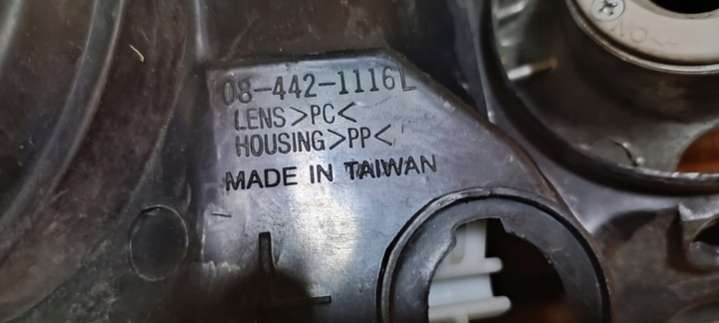 08-442-1116L
LENS>PC<
HOUSING>PP<
MADE IN TAIWAN